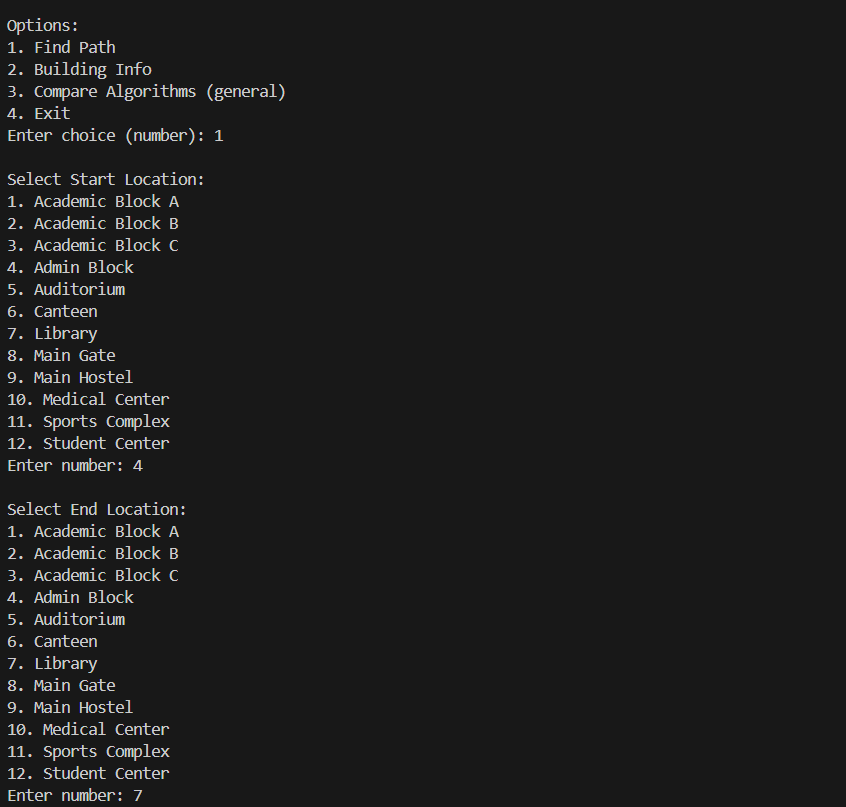 Options:
1. Find Path
2. Building Info
3. Compare Algorithms (general)
4. Exit
Enter choice (number): 1
Select Start Location:
1. Academic Block A
2. Academic Block B
3. Academic Block C
4. Admin Block
5. Auditorium
6. Canteen
7. Library
8. Main Gate
9. Main Hostel
10. Medical Center
11. Sports Complex
12. Student Center
Enter number: 4
Select End Location:
1. Academic Block A
2. Academic Block B
3. Academic Block C
4. Admin Block
5. Auditorium
6. Canteen
7. Library
8. Main Gate
9. Main Hostel
10. Medical Center
11. Sports Complex
12. Student Center
Enter number: 7